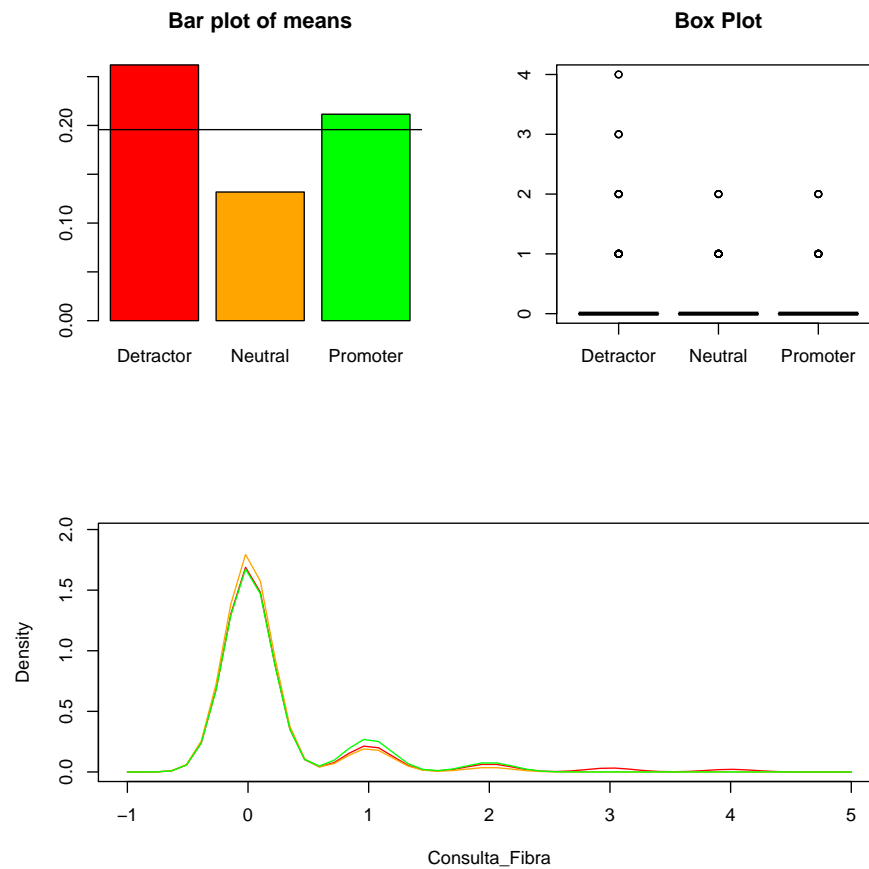 Bar plot of means
0.00
0.10
0.20
Detractor Neutral Promoter
Box Plot
4
3
2
1
0
Detractor Neutral Promoter
2.0
1.5
1.0
0.5
0.0
Density
−1 0 1 2 3 4 5
Consulta_Fibra